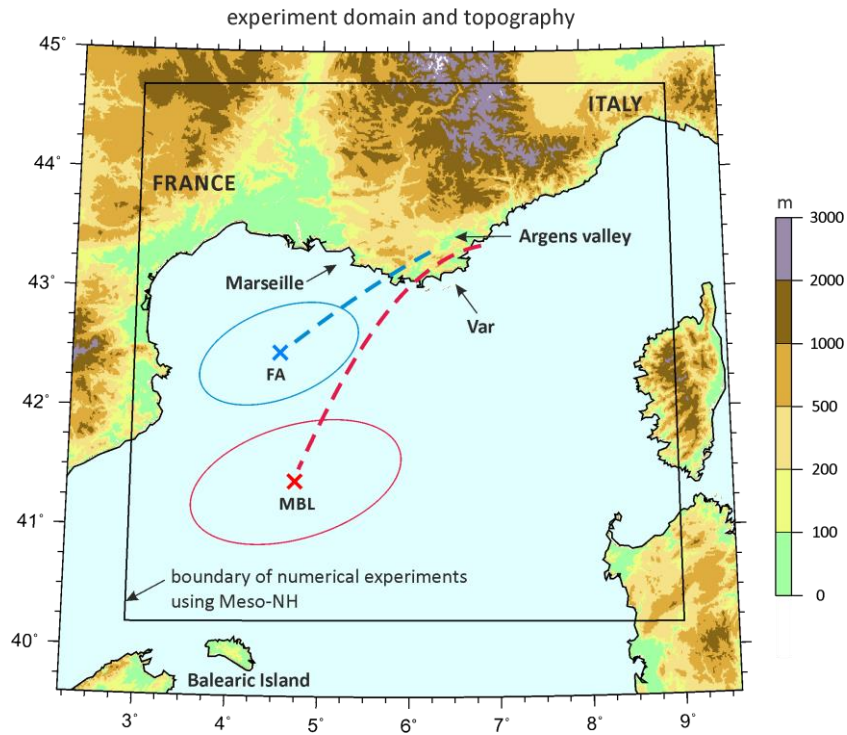 experiment domain and topography
45°
44°
43°
42°
41°
40°
3°
4°
5°
6°
7°
8°
9°
ITALY
FRANCE
Argens valley
Marseille
Var
FA
MBL
boundary of numerical experiments
using Meso-NH
Balearic Island
m
3000
2000
1000
500
200
100
0